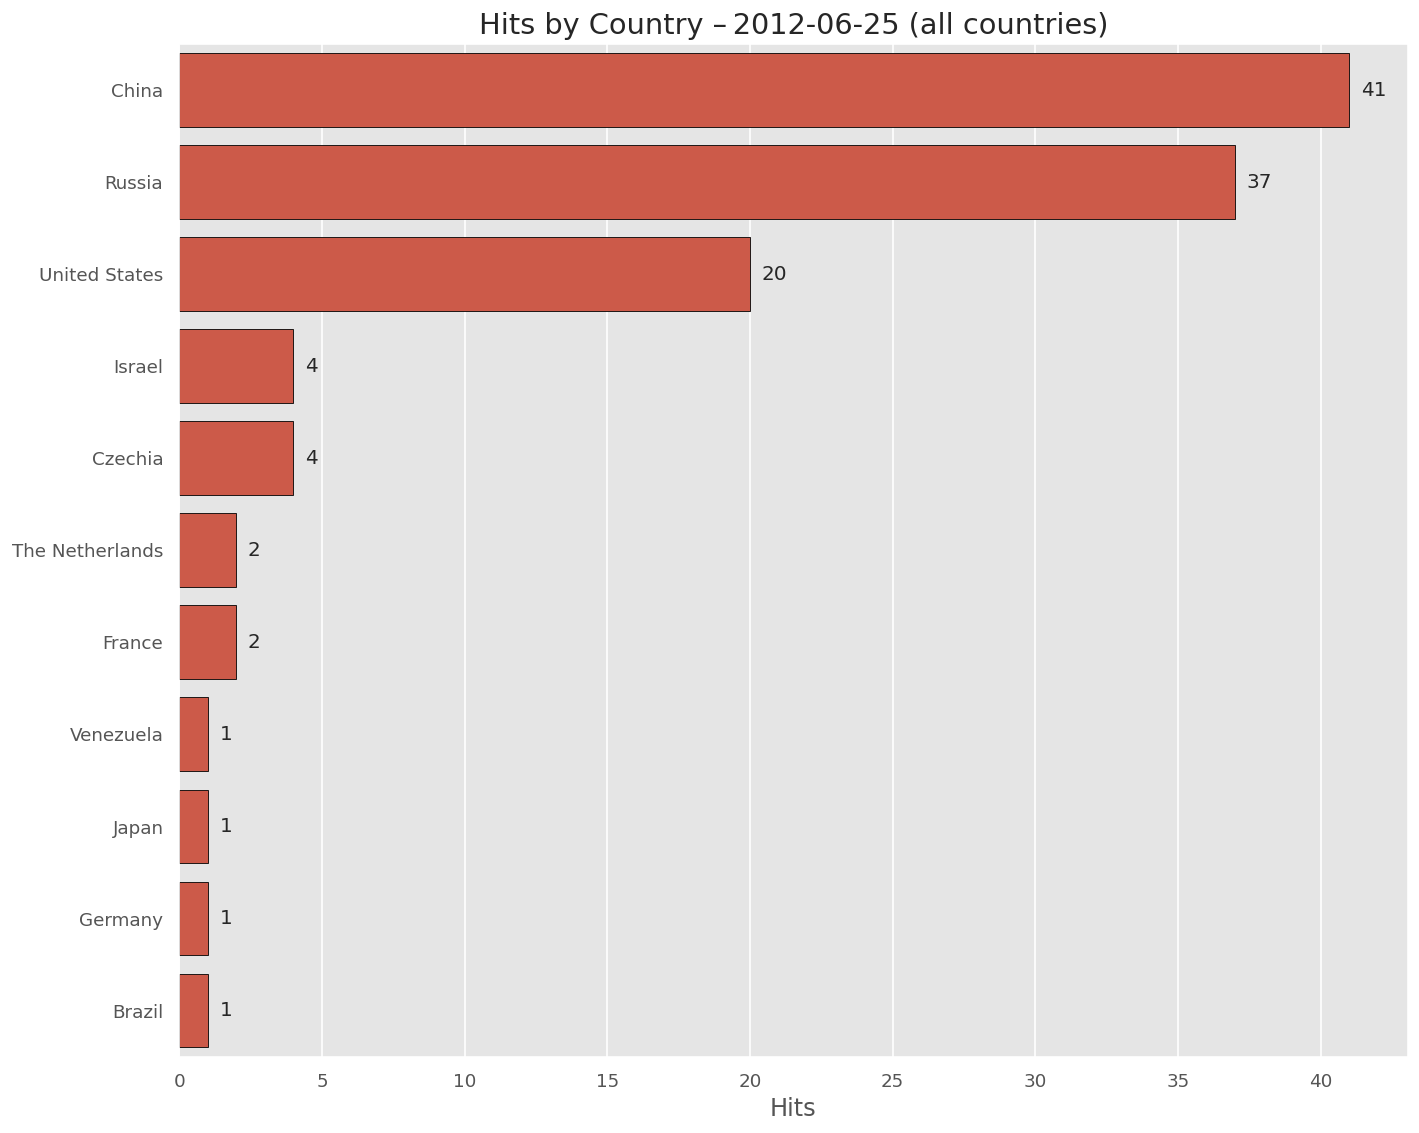 Hits by Country – 2012-06-25 (all countries)
China 41
Russia 37
United States 20
Israel 4
Czechia 4
The Netherlands 2
France 2
Venezuela 1
Japan 1
Germany 1
Brazil 1
0 5 10 15 20 25 30 35 40
Hits